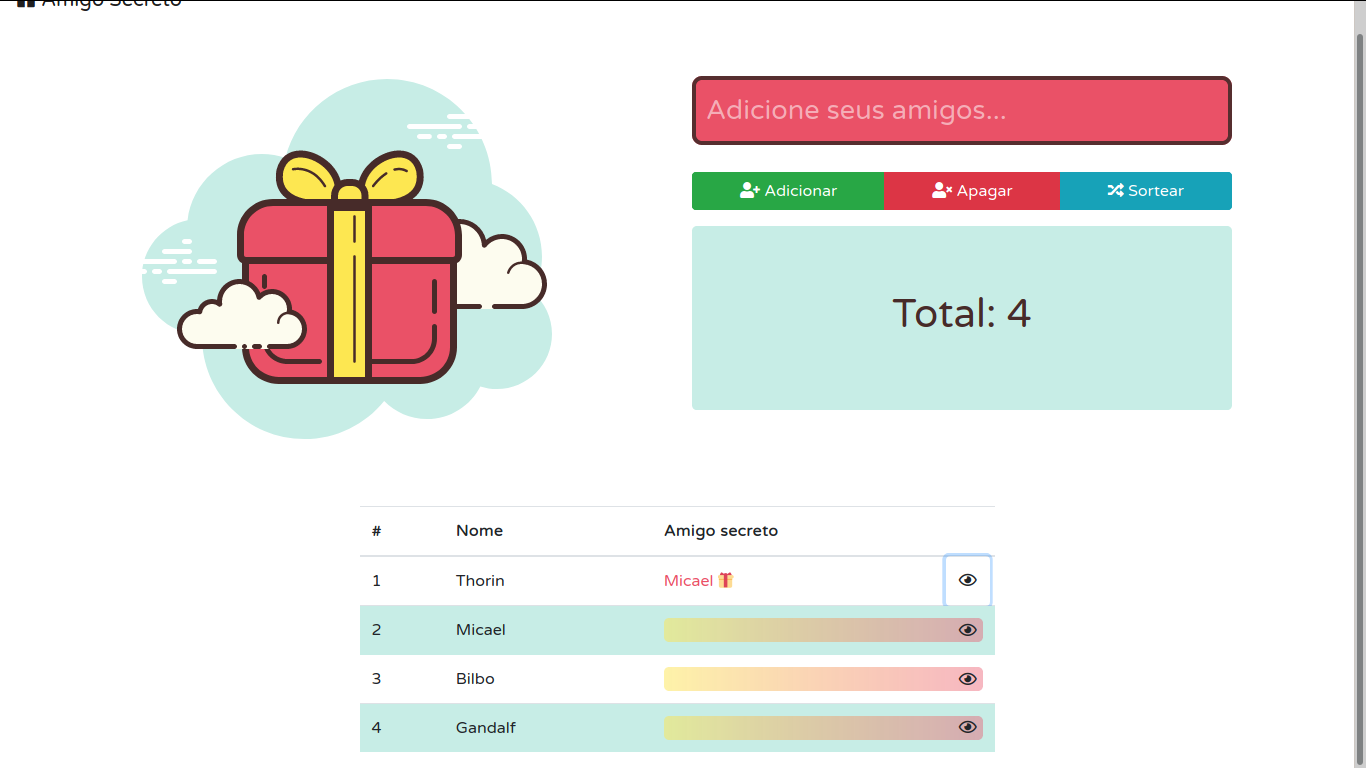 Amigo Secreto
Adicione seus amigos...
Adicionar Apagar Sortear
Total: 4
# Nome Amigo secreto
1 Thorin Micael
2 Micael
3 Bilbo
4 Gandalf